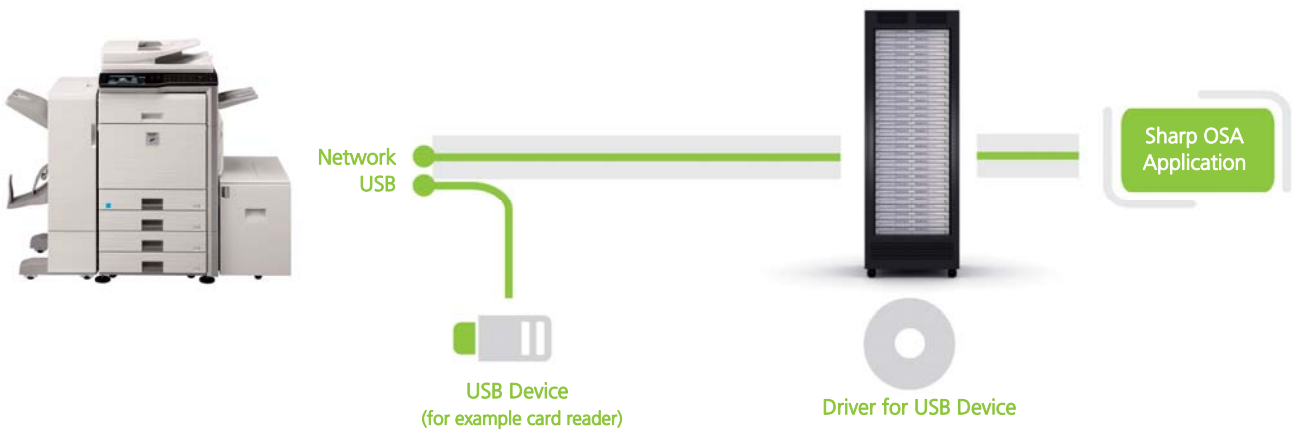 Network
USB
Sharp OSA
Application
USB Device
(for example card reader)
Driver for USB Device